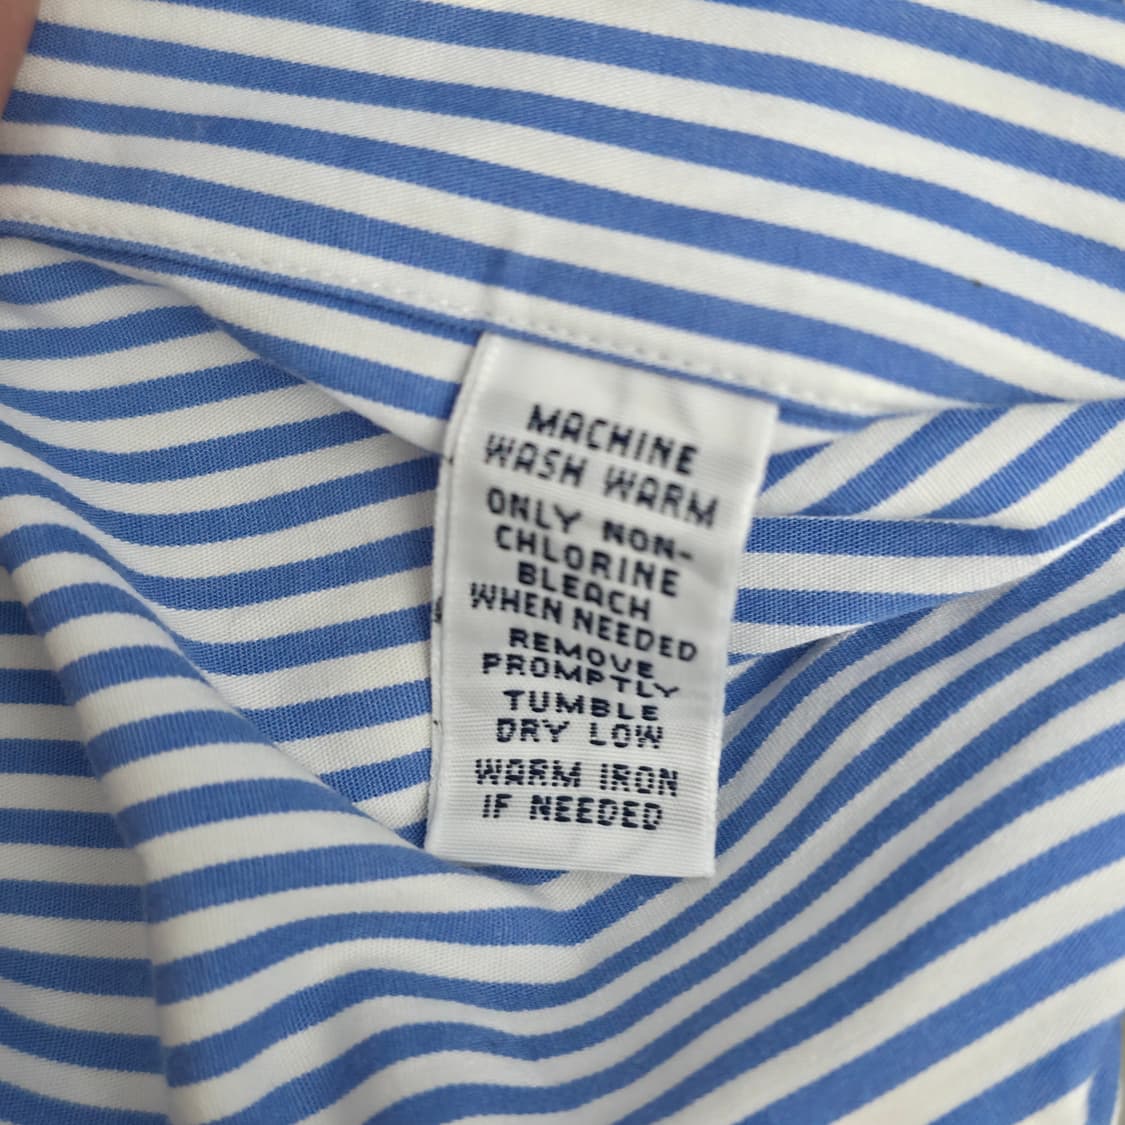 MACHINE
WASH WARM
ONLY NON-
CHLORINE
BLEACH
WHEN NEEDED
REMOVE
PROMPTLY
TUMBLE
DRY LOW
WARM IRON
IF NEEDED